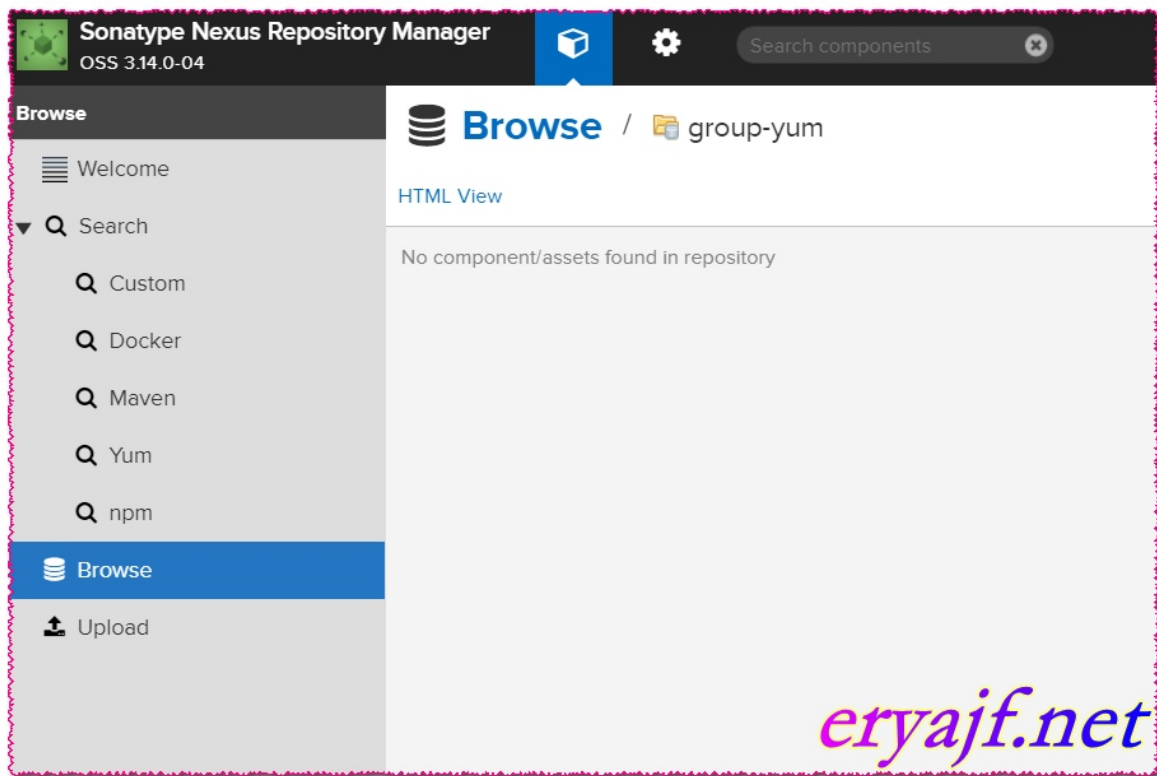 Sonatype Nexus Repository Manager
OSS 3.14.0-04
Search components
Browse
Welcome
Search
Custom
Docker
Maven
Yum
npm
Browse
Upload
Browse / group-yum
HTML View
No component/assets found in repository
eryajf.net